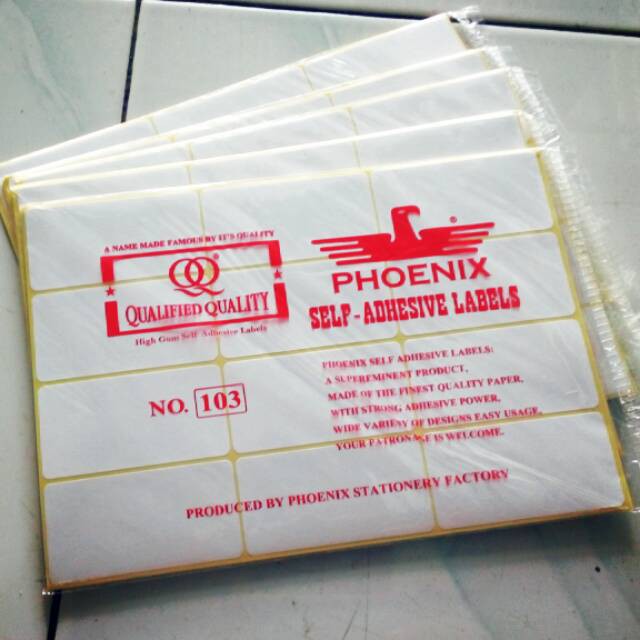 A NAME MADE FAMOUS BY IT'S QUALITY
QQ®
QUALIFIED QUALITY
High Gum Self Adhesive Labels
®
PHOENIX
SELF-ADHESIVE LABELS
PHOENIX SELF ADHESIVE LABELS:
A SUPEREMINENT PRODUCT,
MADE OF THE FINEST QUALITY PAPER,
WITH STRONG ADHESIVE POWER,
WIDE VARIETY OF DESIGNS EASY USAGE,
YOUR PATRONAGE IS WELCOME.
NO. 103
PRODUCED BY PHOENIX STATIONERY FACTORY